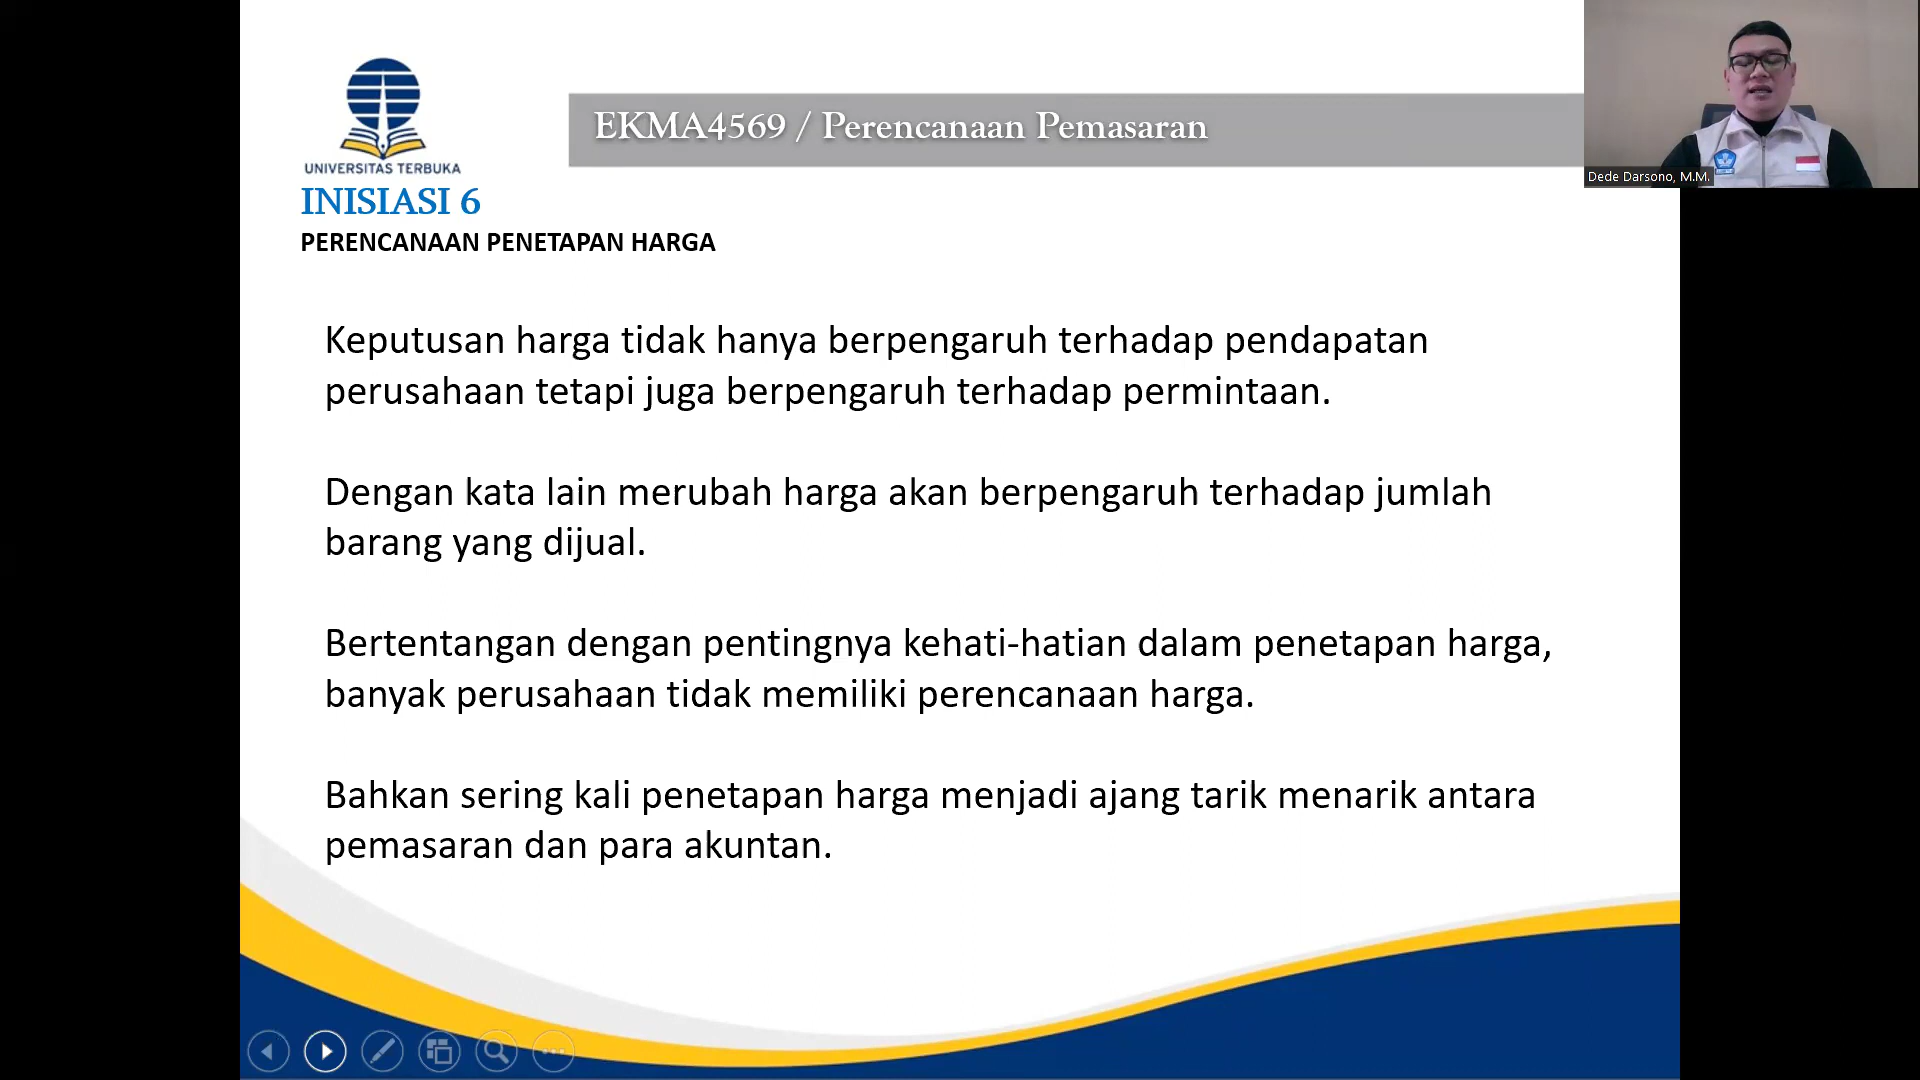 UNIVERSITAS TERBUKA
EKMA4569 / Perencanaan Pemasaran
Dede Darsono, M.M.
INISIASI 6
PERENCANAAN PENETAPAN HARGA
Keputusan harga tidak hanya berpengaruh terhadap pendapatan
perusahaan tetapi juga berpengaruh terhadap permintaan.
Dengan kata lain merubah harga akan berpengaruh terhadap jumlah
barang yang dijual.
Bertentangan dengan pentingnya kehati-hatian dalam penetapan harga,
banyak perusahaan tidak memiliki perencanaan harga.
Bahkan sering kali penetapan harga menjadi ajang tarik menarik antara
pemasaran dan para akuntan.